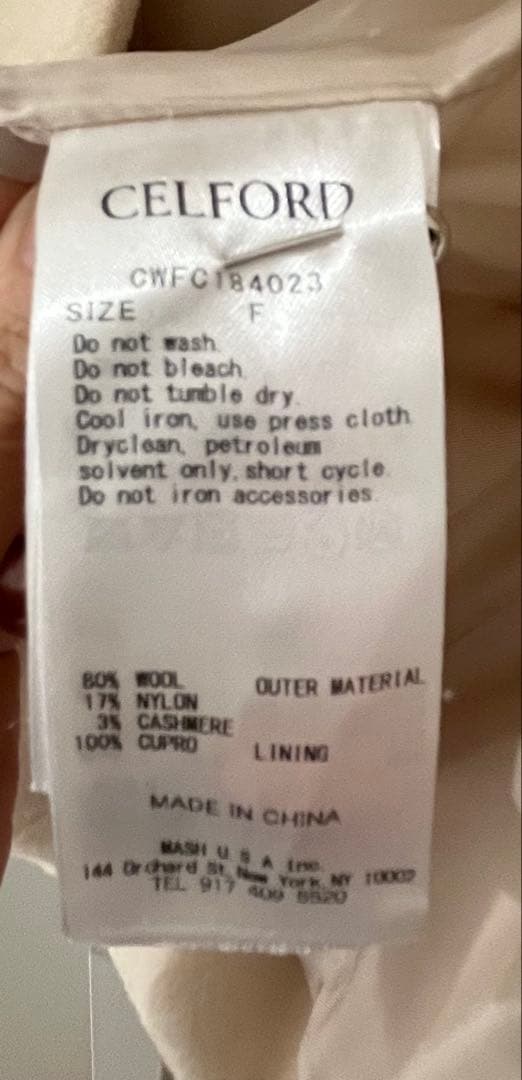 CELFORD
CWFC184023
SIZE F
Do not wash.
Do not bleach.
Do not tumble dry.
Cool iron, use press cloth.
Dryclean, petroleum
solvent only, short cycle.
Do not iron accessories.
80% WOOL OUTER MATERIAL
17% NYLON
3% CASHMERE
100% CUPRO LINING
MADE IN CHINA
MASH U S A Inc.
144 Orchard St, New York, NY 10002
TEL 917 409